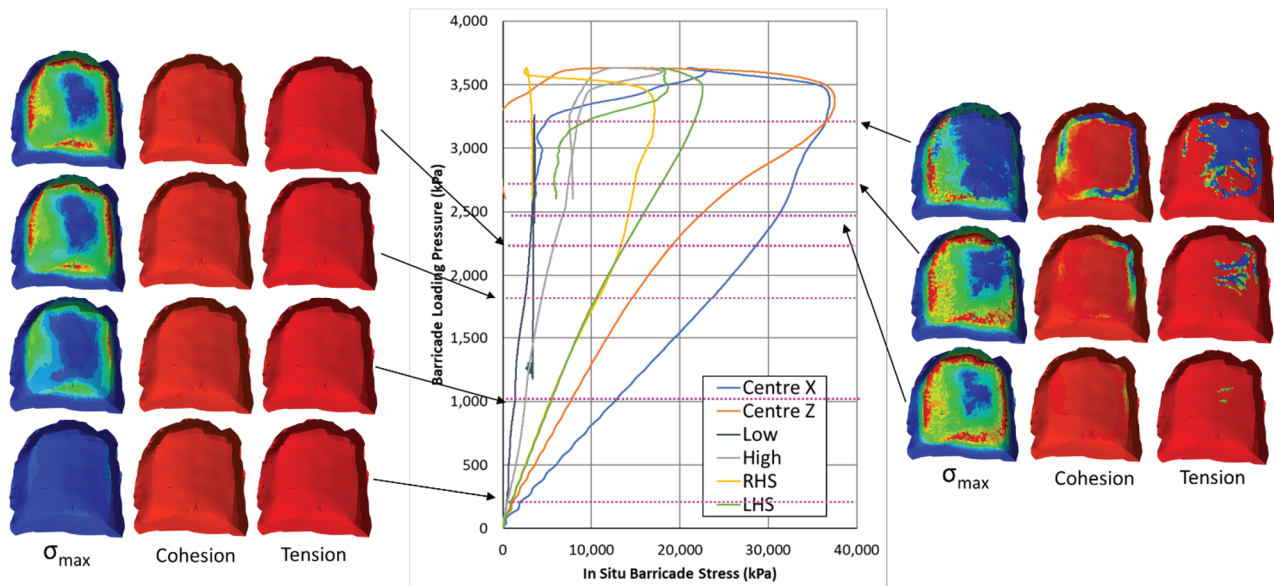 4,000
3,500
3,000
2,500
2,000
1,500
1,000
500
0
Barricade Loading Pressure (kPa)
0
10,000
20,000
30,000
40,000
In Situ Barricade Stress (kPa)
Centre X
Centre Z
Low
High
RHS
LHS
σmax
Cohesion
Tension
σmax
Cohesion
Tension